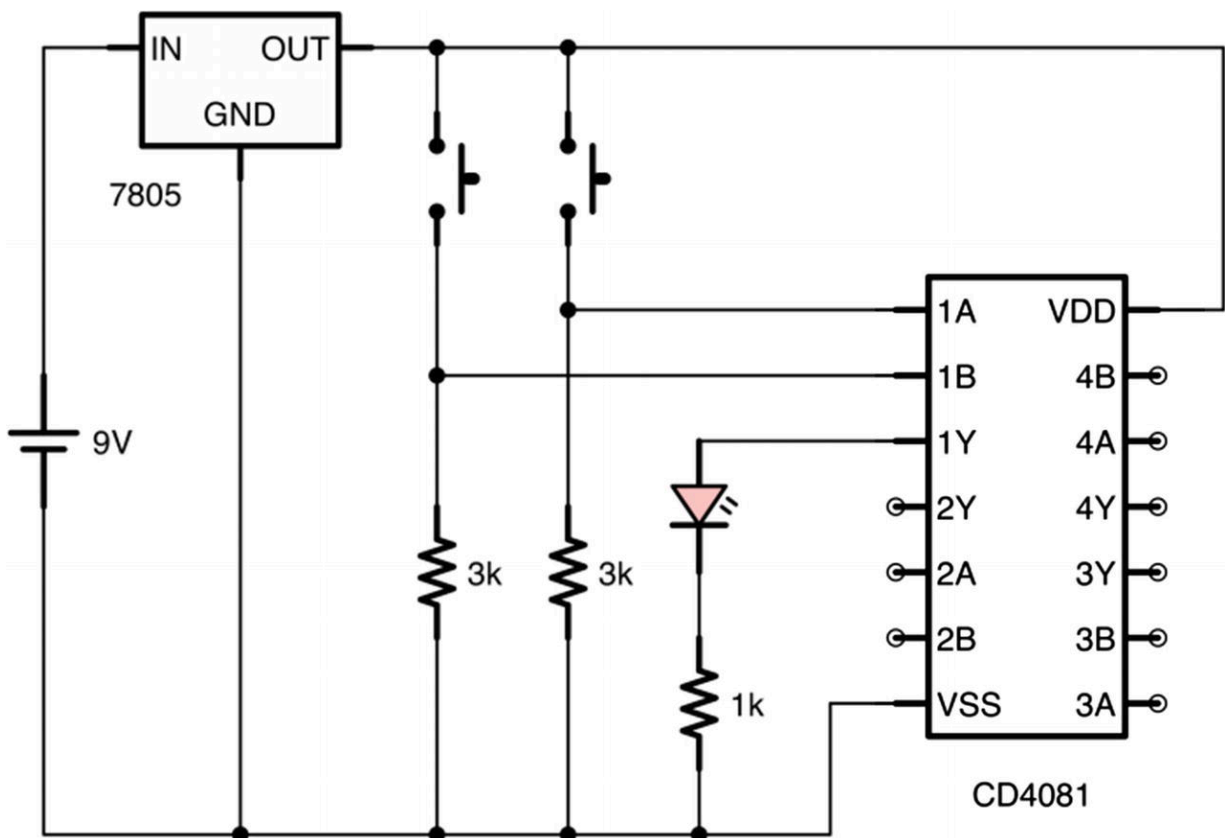 IN OUT
GND
7805
1A VDD
1B 4B
9V
1Y 4A
2Y 4Y
3k
3k
2A 3Y
2B 3B
1k
VSS 3A
CD4081